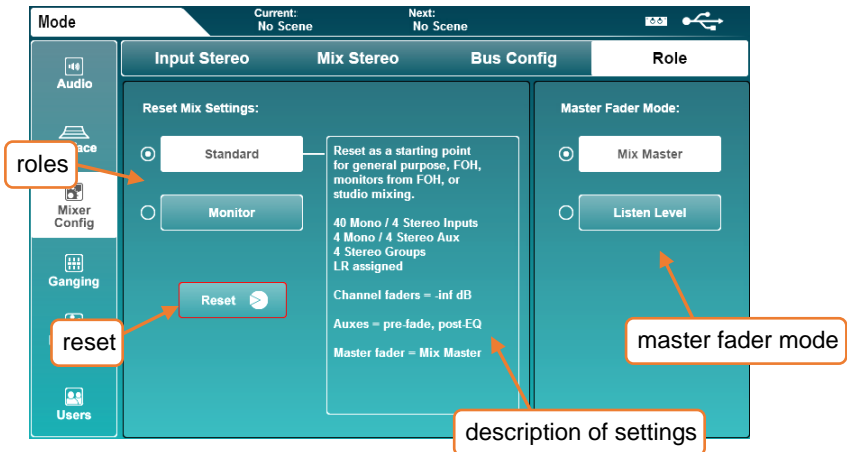 Mode
Current:
No Scene
Next:
No Scene
Audio
Input Stereo
Mix Stereo
Bus Config
Role
Reset Mix Settings:
Standard
Monitor
Reset
Reset as a starting point
for general purpose, FOH,
monitors from FOH, or
studio mixing.
40 Mono / 4 Stereo Inputs
4 Mono / 4 Stereo Aux
4 Stereo Groups
LR assigned
Channel faders = -inf dB
Auxes = pre-fade, post-EQ
Master fader = Mix Master
Master Fader Mode:
Mix Master
Listen Level
roles
Mixer
Config
Ganging
reset
Users
master fader mode
description of settings